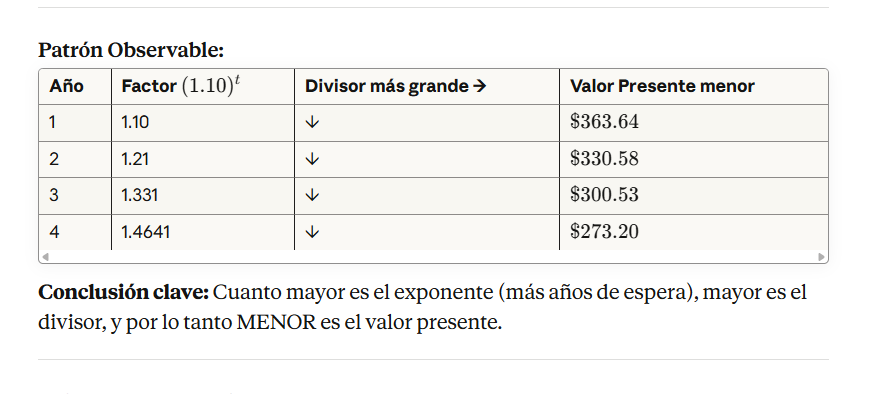 Patrón Observable:
Año Factor (1.10)^t Divisor más grande → Valor Presente menor
1 1.10 ↓ $363.64
2 1.21 ↓ $330.58
3 1.331 ↓ $300.53
4 1.4641 ↓ $273.20
Conclusión clave: Cuanto mayor es el exponente (más años de espera), mayor es el
divisor, y por lo tanto MENOR es el valor presente.